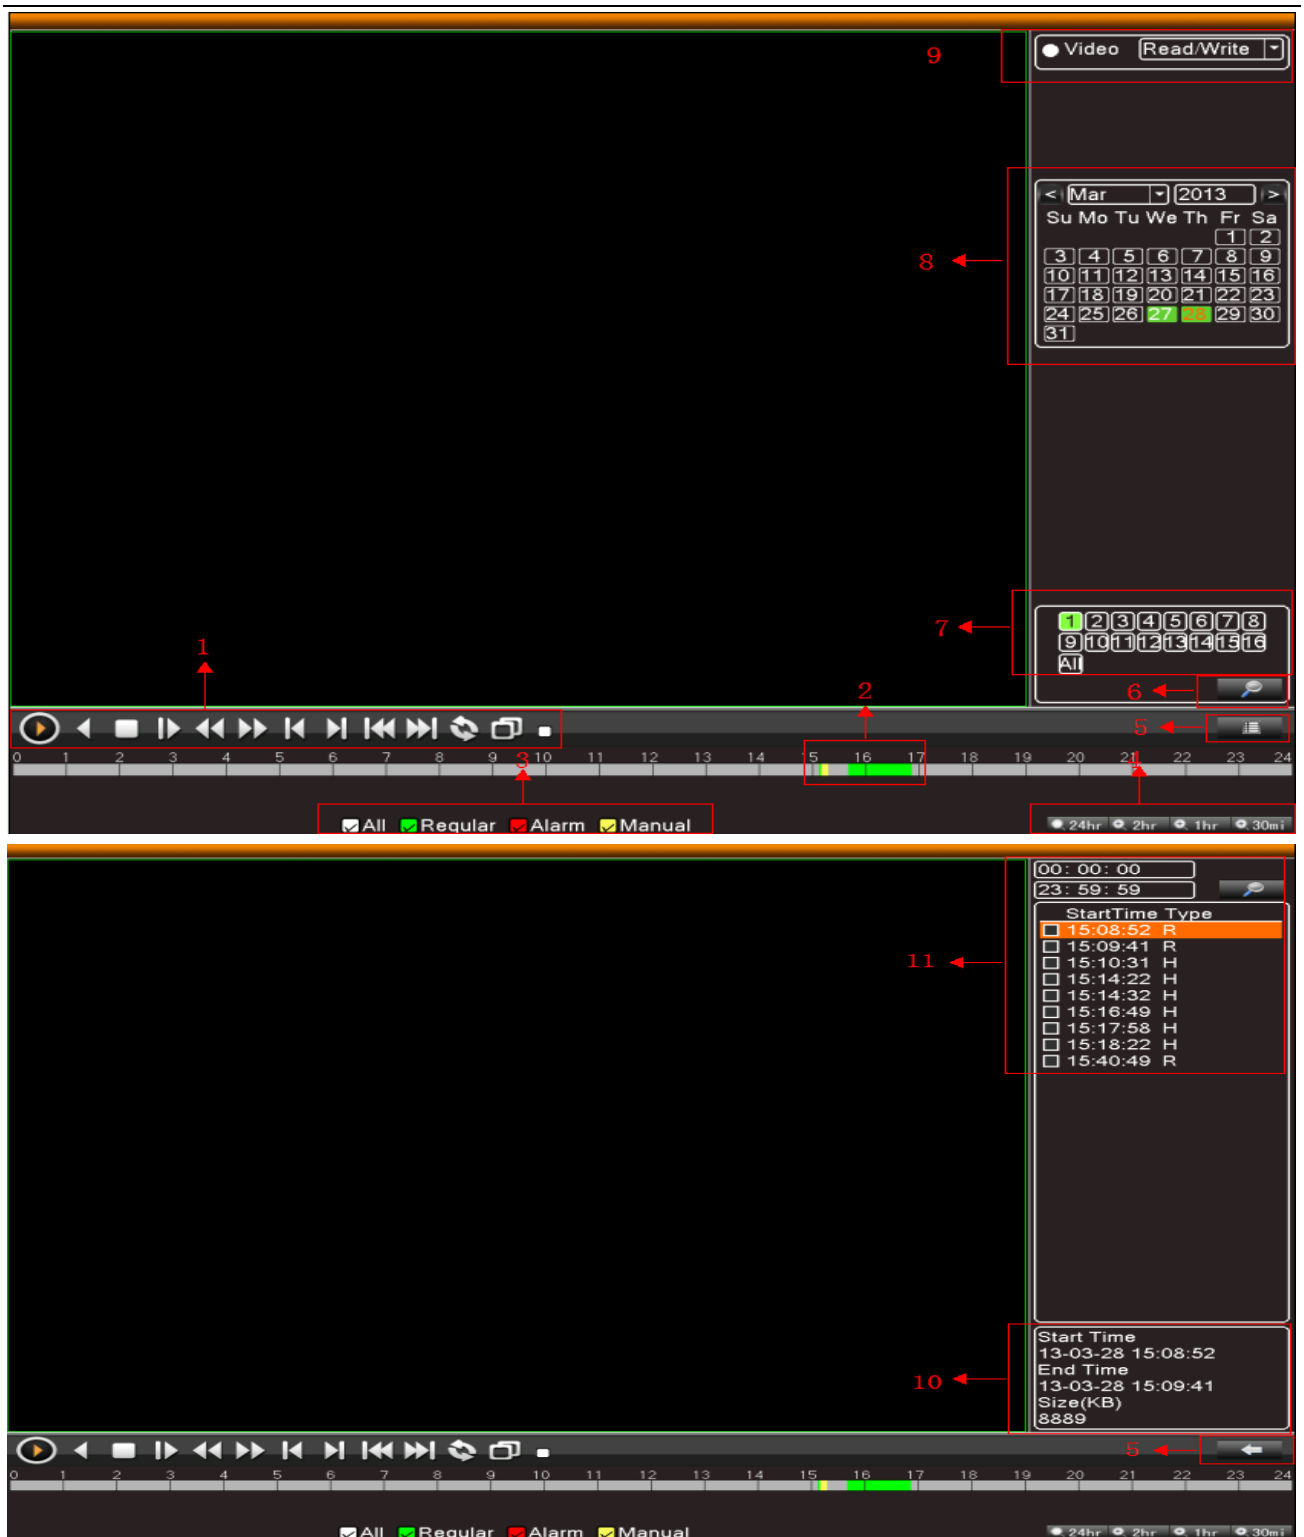 9
Video Read/Write
8
< Mar 2013 >
Su Mo Tu We Th Fr Sa
1 2
3 4 5 6 7 8 9
10 11 12 13 14 15 16
17 18 19 20 21 22 23
24 25 26 27 28 29 30
31
7
1 2 3 4 5 6 7 8
9 10 11 12 13 14 15 16
All
1
2
6
5
0 1 2 3 4 5 6 7 8 9 10 11 12 13 14 15 16 17 18 19 20 21 22 23 24
3
4
All Regular Alarm Manual
24hr 2hr 1hr 30mi
00: 00: 00
23: 59: 59
StartTime Type
15:08:52 R
15:09:41 R
15:10:31 H
15:14:22 H
15:14:32 H
15:16:49 H
15:17:58 H
15:18:22 H
15:40:49 R
11
Start Time
13-03-28 15:08:52
End Time
13-03-28 15:09:41
Size(KB)
8889
10
5
0 1 2 3 4 5 6 7 8 9 10 11 12 13 14 15 16 17 18 19 20 21 22 23 24
All Regular Alarm Manual
24hr 2hr 1hr 30mi